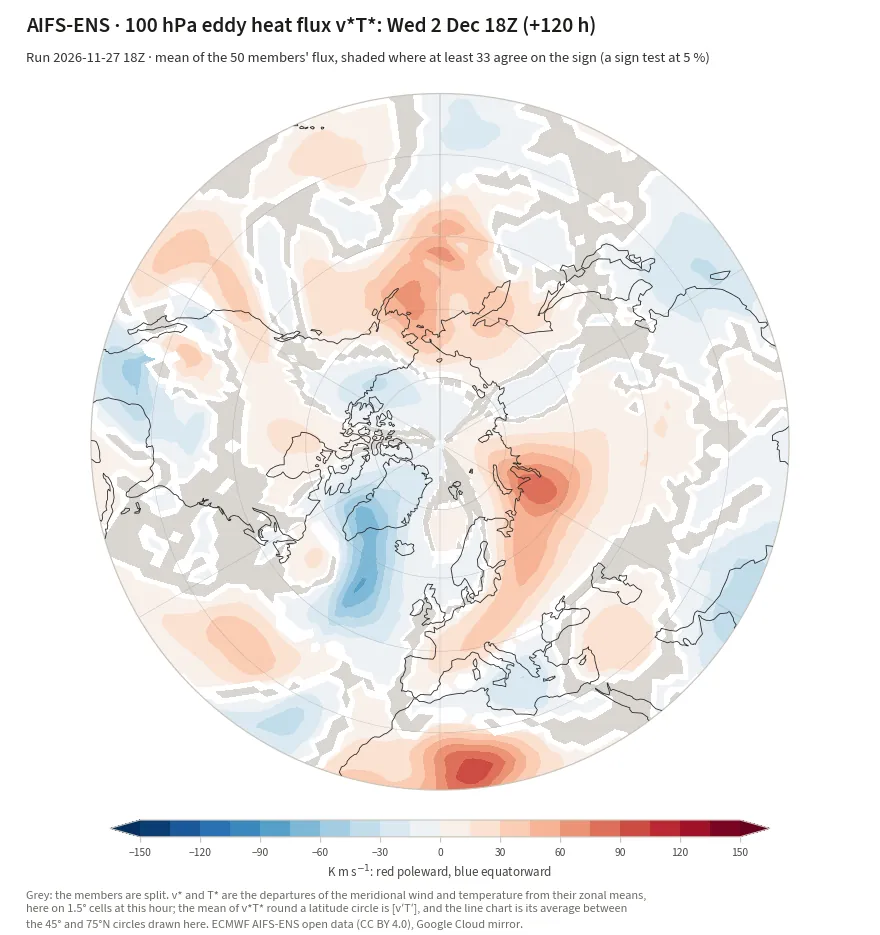 AIFS-ENS · 100 hPa eddy heat flux v*T*: Wed 2 Dec 18Z (+120 h)
Run 2026-11-27 18Z · mean of the 50 members' flux, shaded where at least 33 agree on the sign (a sign test at 5 %)
−150 −120 −90 −60 −30 0 30 60 90 120 150
K m s⁻¹: red poleward, blue equatorward
Grey: the members are split. v* and T* are the departures of the meridional wind and temperature from their zonal means,
here on 1.5° cells at this hour; the mean of v*T* round a latitude circle is [v′T′], and the line chart is its average between
the 45° and 75°N circles drawn here. ECMWF AIFS-ENS open data (CC BY 4.0), Google Cloud mirror.